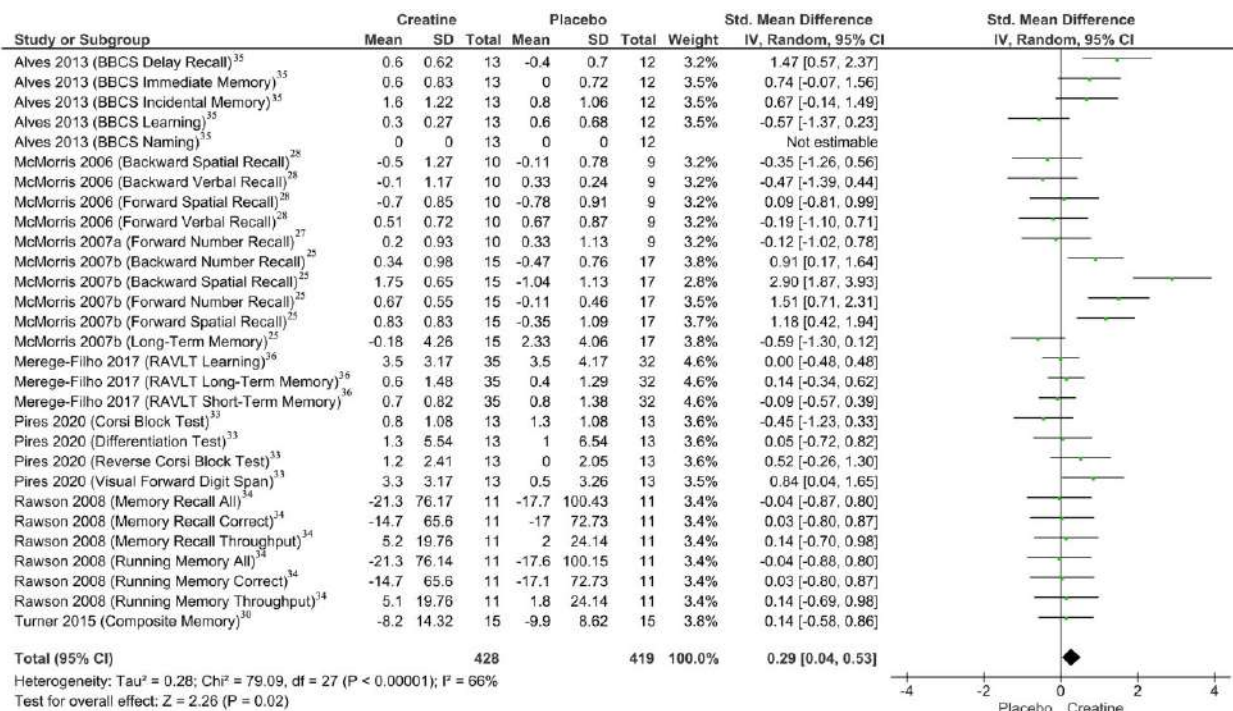 Creatine Placebo Std. Mean Difference Std. Mean Difference
Study or Subgroup Mean SD Total Mean SD Total Weight IV, Random, 95% CI IV, Random, 95% CI
Alves 2013 (BBCS Delay Recall)35 0.6 0.62 13 -0.4 0.7 12 3.2% 1.47 [0.57, 2.37]
Alves 2013 (BBCS Immediate Memory)35 0.6 0.83 13 0 0.72 12 3.5% 0.74 [-0.07, 1.56]
Alves 2013 (BBCS Incidental Memory)35 1.6 1.22 13 0.8 1.06 12 3.5% 0.67 [-0.14, 1.49]
Alves 2013 (BBCS Learning)35 0.3 0.27 13 0.6 0.68 12 3.5% -0.57 [-1.37, 0.23]
Alves 2013 (BBCS Naming)35 0 0 13 0 0 12 Not estimable
McMorris 2006 (Backward Spatial Recall)28 -0.5 1.27 10 -0.11 0.78 9 3.2% -0.35 [-1.26, 0.56]
McMorris 2006 (Backward Verbal Recall)28 -0.1 1.17 10 0.33 0.24 9 3.2% -0.47 [-1.39, 0.44]
McMorris 2006 (Forward Spatial Recall)28 -0.7 0.85 10 -0.78 0.91 9 3.2% 0.09 [-0.81, 0.99]
McMorris 2006 (Forward Verbal Recall)28 0.51 0.72 10 0.67 0.87 9 3.2% -0.19 [-1.10, 0.71]
McMorris 2007a (Forward Number Recall)27 0.2 0.93 10 0.33 1.13 9 3.2% -0.12 [-1.02, 0.78]
McMorris 2007b (Backward Number Recall)25 0.34 0.98 15 -0.47 0.76 17 3.8% 0.91 [0.17, 1.64]
McMorris 2007b (Backward Spatial Recall)25 1.75 0.65 15 -1.04 1.13 17 2.8% 2.90 [1.87, 3.93]
McMorris 2007b (Forward Number Recall)25 0.67 0.55 15 -0.11 0.46 17 3.5% 1.51 [0.71, 2.31]
McMorris 2007b (Forward Spatial Recall)25 0.83 0.83 15 -0.35 1.09 17 3.7% 1.18 [0.42, 1.94]
McMorris 2007b (Long-Term Memory)25 -0.18 4.26 15 2.33 4.06 17 3.8% -0.59 [-1.30, 0.12]
Merege-Filho 2017 (RAVLT Learning)36 3.5 3.17 35 3.5 4.17 32 4.6% 0.00 [-0.48, 0.48]
Merege-Filho 2017 (RAVLT Long-Term Memory)36 0.6 1.48 35 0.4 1.29 32 4.6% 0.14 [-0.34, 0.62]
Merege-Filho 2017 (RAVLT Short-Term Memory)36 0.7 0.82 35 0.8 1.38 32 4.6% -0.09 [-0.57, 0.39]
Pires 2020 (Corsi Block Test)33 0.8 1.08 13 1.3 1.08 13 3.6% -0.45 [-1.23, 0.33]
Pires 2020 (Differentiation Test)33 1.3 5.54 13 1 6.54 13 3.6% 0.05 [-0.72, 0.82]
Pires 2020 (Reverse Corsi Block Test)33 1.2 2.41 13 0 2.05 13 3.6% 0.52 [-0.26, 1.30]
Pires 2020 (Visual Forward Digit Span)33 3.3 3.17 13 0.5 3.26 13 3.5% 0.84 [0.04, 1.65]
Rawson 2008 (Memory Recall All)34 -21.3 76.17 11 -17.7 100.43 11 3.4% -0.04 [-0.87, 0.80]
Rawson 2008 (Memory Recall Correct)34 -14.7 65.6 11 -17 72.73 11 3.4% 0.03 [-0.80, 0.87]
Rawson 2008 (Memory Recall Throughput)34 5.2 19.76 11 2 24.14 11 3.4% 0.14 [-0.70, 0.98]
Rawson 2008 (Running Memory All)34 -21.3 76.14 11 -17.6 100.15 11 3.4% -0.04 [-0.88, 0.80]
Rawson 2008 (Running Memory Correct)34 -14.7 65.6 11 -17.1 72.73 11 3.4% 0.03 [-0.80, 0.87]
Rawson 2008 (Running Memory Throughput)34 5.1 19.76 11 1.8 24.14 11 3.4% 0.14 [-0.69, 0.98]
Turner 2015 (Composite Memory)30 -8.2 14.32 15 -9.9 8.62 15 3.8% 0.14 [-0.58, 0.86]
Total (95% CI) 428 419 100.0% 0.29 [0.04, 0.53]
Heterogeneity: Tau² = 0.28; Chi² = 79.09, df = 27 (P < 0.00001); I² = 66%
Test for overall effect: Z = 2.26 (P = 0.02)
-4 -2 0 2 4
Placebo Creatine